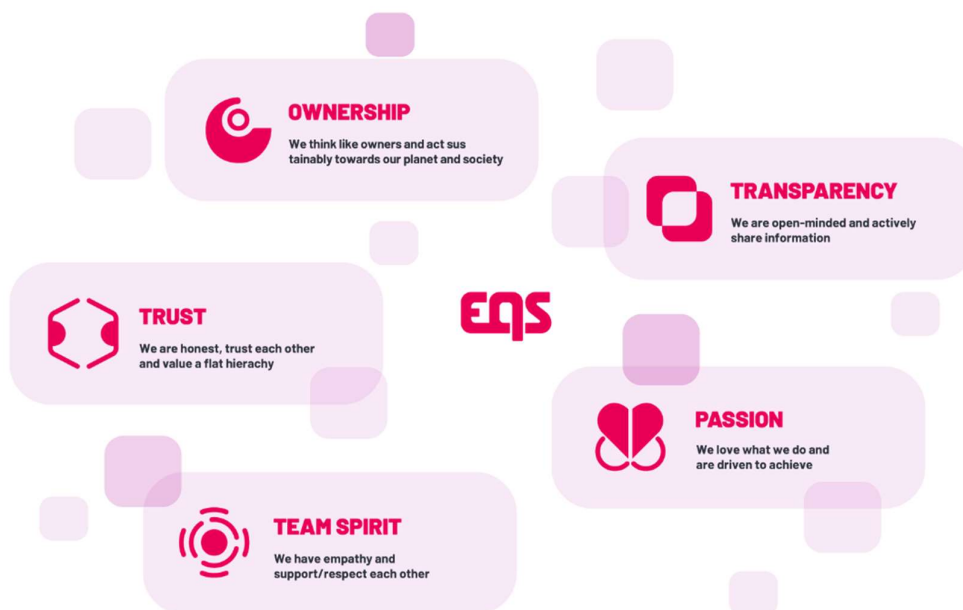 OWNERSHIP
We think like owners and act sus
tainably towards our planet and society
TRANSPARENCY
We are open-minded and actively
share information
TRUST
We are honest, trust each other
and value a flat hierachy
EQS
PASSION
We love what we do and
are driven to achieve
TEAM SPIRIT
We have empathy and
support/respect each other